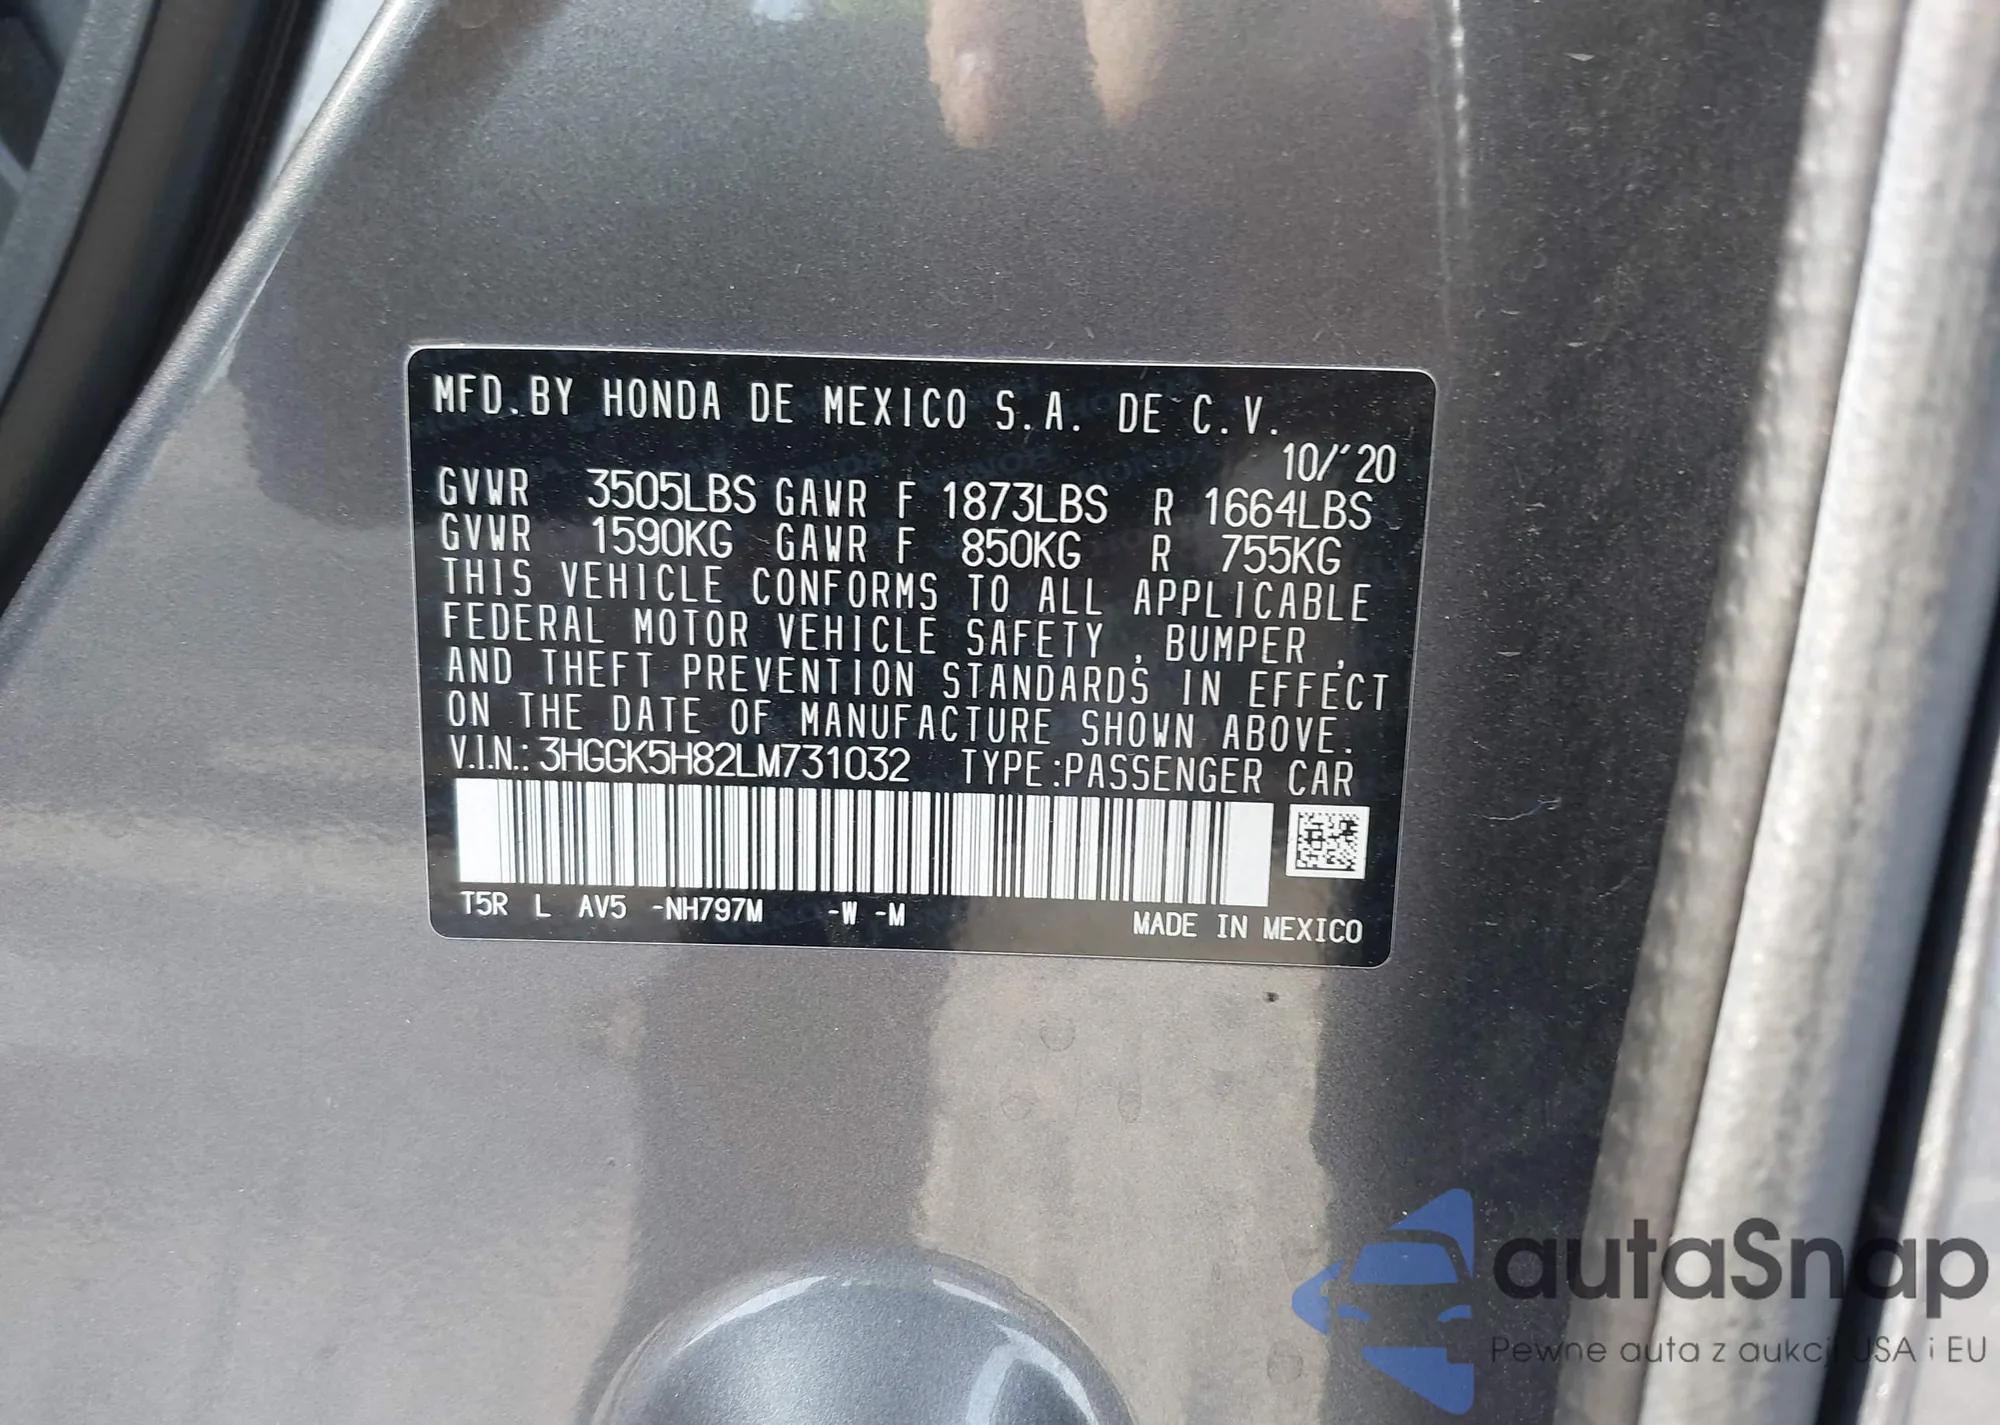 MFD.BY HONDA DE MEXICO S.A. DE C.V.
10/'20
GVWR 3505LBS GAWR F 1873LBS R 1664LBS
GVWR 1590KG GAWR F 850KG R 755KG
THIS VEHICLE CONFORMS TO ALL APPLICABLE
FEDERAL MOTOR VEHICLE SAFETY , BUMPER ,
AND THEFT PREVENTION STANDARDS IN EFFECT
ON THE DATE OF MANUFACTURE SHOWN ABOVE.
V.I.N.: 3HGGK5H82LM731032 TYPE:PASSENGER CAR
T5R L AV5 -NH797M -W -M
MADE IN MEXICO
autaSnap
Pewne auta z aukcji USA i EU